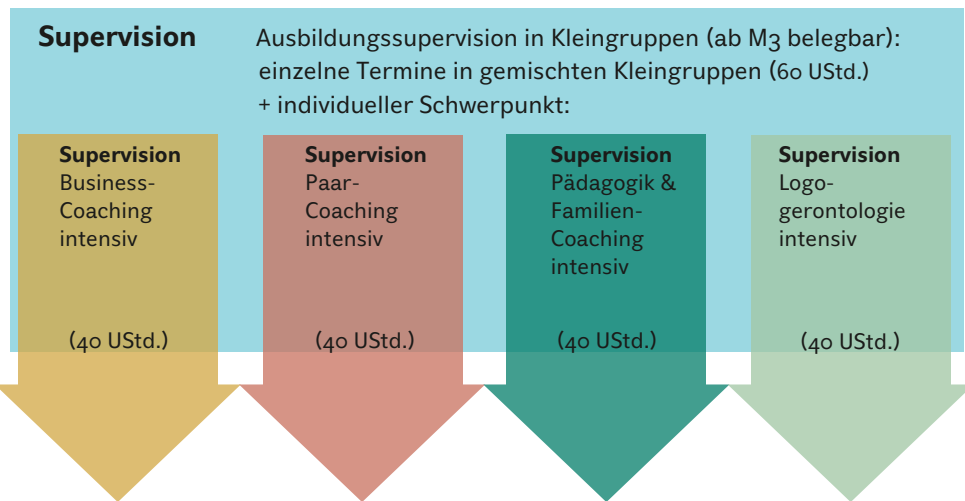 Supervision
Ausbildungssupervision in Kleingruppen (ab M3 belegbar):
einzelne Termine in gemischten Kleingruppen (60 UStd.)
+ individueller Schwerpunkt:
Supervision
Business-
Coaching
intensiv
(40 UStd.)
Supervision
Paar-
Coaching
intensiv
(40 UStd.)
Supervision
Pädagogik &
Familien-
Coaching
intensiv
(40 UStd.)
Supervision
Logo-
gerontologie
intensiv
(40 UStd.)